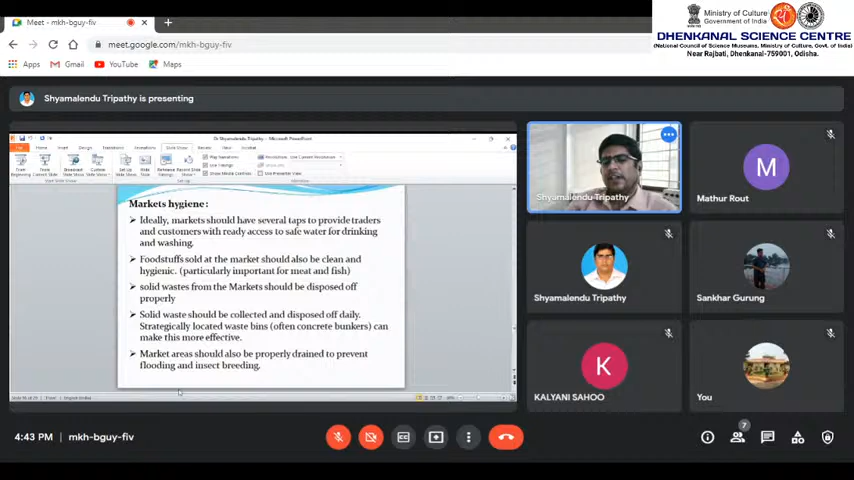 Meet - mkh-bguy-fiv
Ministry of Culture
Government of India
DHENKANAL SCIENCE CENTRE
(National Council of Science Museums, Ministry of Culture, Govt. of India)
Near Rajbati, Dhenkanal-759001, Odisha.
meet.google.com/mkh-bguy-fiv
Apps
Gmail
YouTube
Maps
Shyamalendu Tripathy is presenting
Dr Shyamalendu Tripathy - Microsoft PowerPoint
Markets hygiene :
Ideally, markets should have several taps to provide traders
and customers with ready access to safe water for drinking
and washing.
Foodstuffs sold at the market should also be clean and
hygienic. (particularly important for meat and fish)
solid wastes from the Markets should be disposed off
properly
Solid waste should be collected and disposed off daily.
Strategically located waste bins (often concrete bunkers) can
make this more effective.
Market areas should also be properly drained to prevent
flooding and insect breeding.
Shyamalendu Tripathy
M
Mathur Rout
Shyamalendu Tripathy
Sankhar Gurung
K
KALYANI SAHOO
You
4:43 PM | mkh-bguy-fiv
7